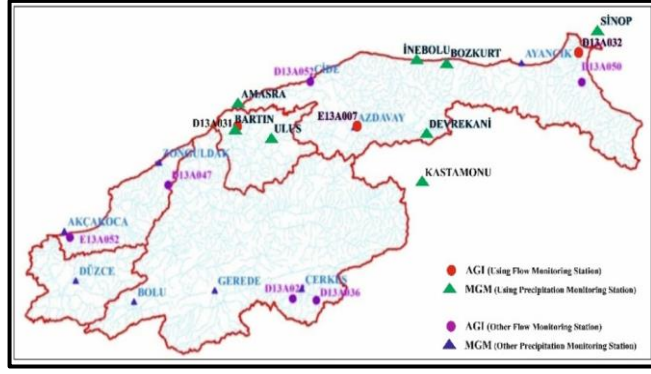 SİNOP
D13A032
İNEBOLU
BOZKURT
AYANCIK
D13A050
D13A052
CİDE
AMASRA
D13A031
BARTIN
ULUS
E13A007
AZDAVAY
DEVREKANİ
KASTAMONU
ZONGULDAK
D13A047
AKÇAKOCA
E13A052
DÜZCE
BOLU
GEREDE
ÇERKEŞ
D13A036
AGI (Using Flow Monitoring Station)
MGM (Using Precipitation Monitoring Station)
AGI (Other Flow Monitoring Station)
MGM (Other Precipitation Monitoring Station)